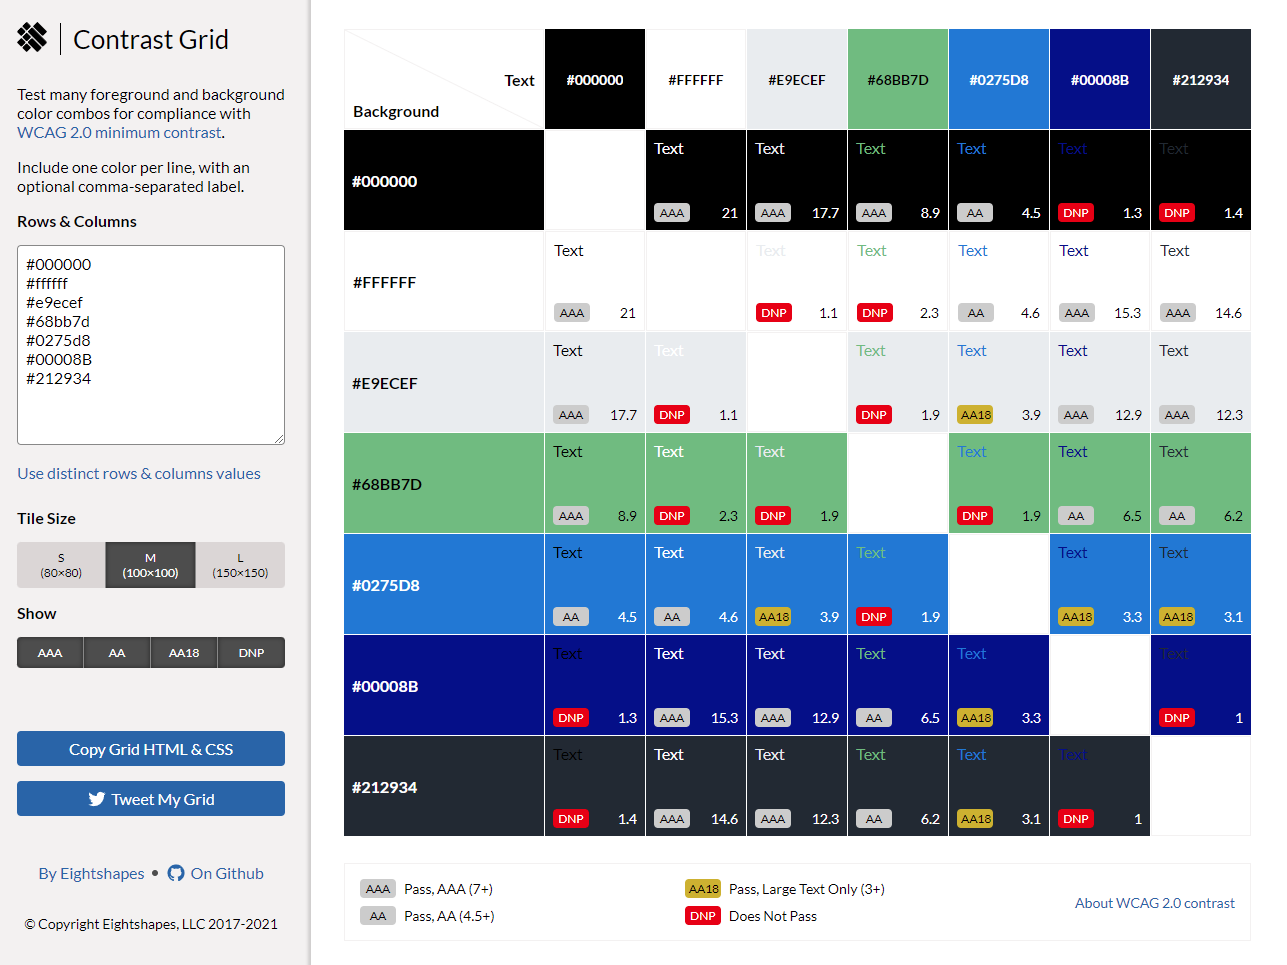 Contrast Grid
Test many foreground and background
color combos for compliance with
WCAG 2.0 minimum contrast.
Include one color per line, with an
optional comma-separated label.
Rows & Columns
#000000
#ffffff
#e9ecef
#68bb7d
#0275d8
#00008B
#212934
Use distinct rows & columns values
Tile Size
S M L
(80×80) (100×100) (150×150)
Show
AAA AA AA18 DNP
Copy Grid HTML & CSS
Tweet My Grid
By Eightshapes • On Github
© Copyright Eightshapes, LLC 2017-2021
Text #000000 #FFFFFF #E9ECEF #68BB7D #0275D8 #00008B #212934
Background
Text Text Text Text Text Text
#000000
AAA 21 AAA 17.7 AAA 8.9 AA 4.5 DNP 1.3 DNP 1.4
Text Text Text Text Text Text
#FFFFFF
AAA 21 DNP 1.1 DNP 2.3 AA 4.6 AAA 15.3 AAA 14.6
Text Text Text Text Text Text
#E9ECEF
AAA 17.7 DNP 1.1 DNP 1.9 AA18 3.9 AAA 12.9 AAA 12.3
Text Text Text Text Text Text
#68BB7D
AAA 8.9 DNP 2.3 DNP 1.9 DNP 1.9 AA 6.5 AA 6.2
Text Text Text Text Text Text
#0275D8
AA 4.5 AA 4.6 AA18 3.9 DNP 1.9 AA18 3.3 AA18 3.1
Text Text Text Text Text Text
#00008B
DNP 1.3 AAA 15.3 AAA 12.9 AA 6.5 AA18 3.3 DNP 1
Text Text Text Text Text Text
#212934
DNP 1.4 AAA 14.6 AAA 12.3 AA 6.2 AA18 3.1 DNP 1
AAA Pass, AAA (7+)
AA Pass, AA (4.5+)
AA18 Pass, Large Text Only (3+)
DNP Does Not Pass
About WCAG 2.0 contrast